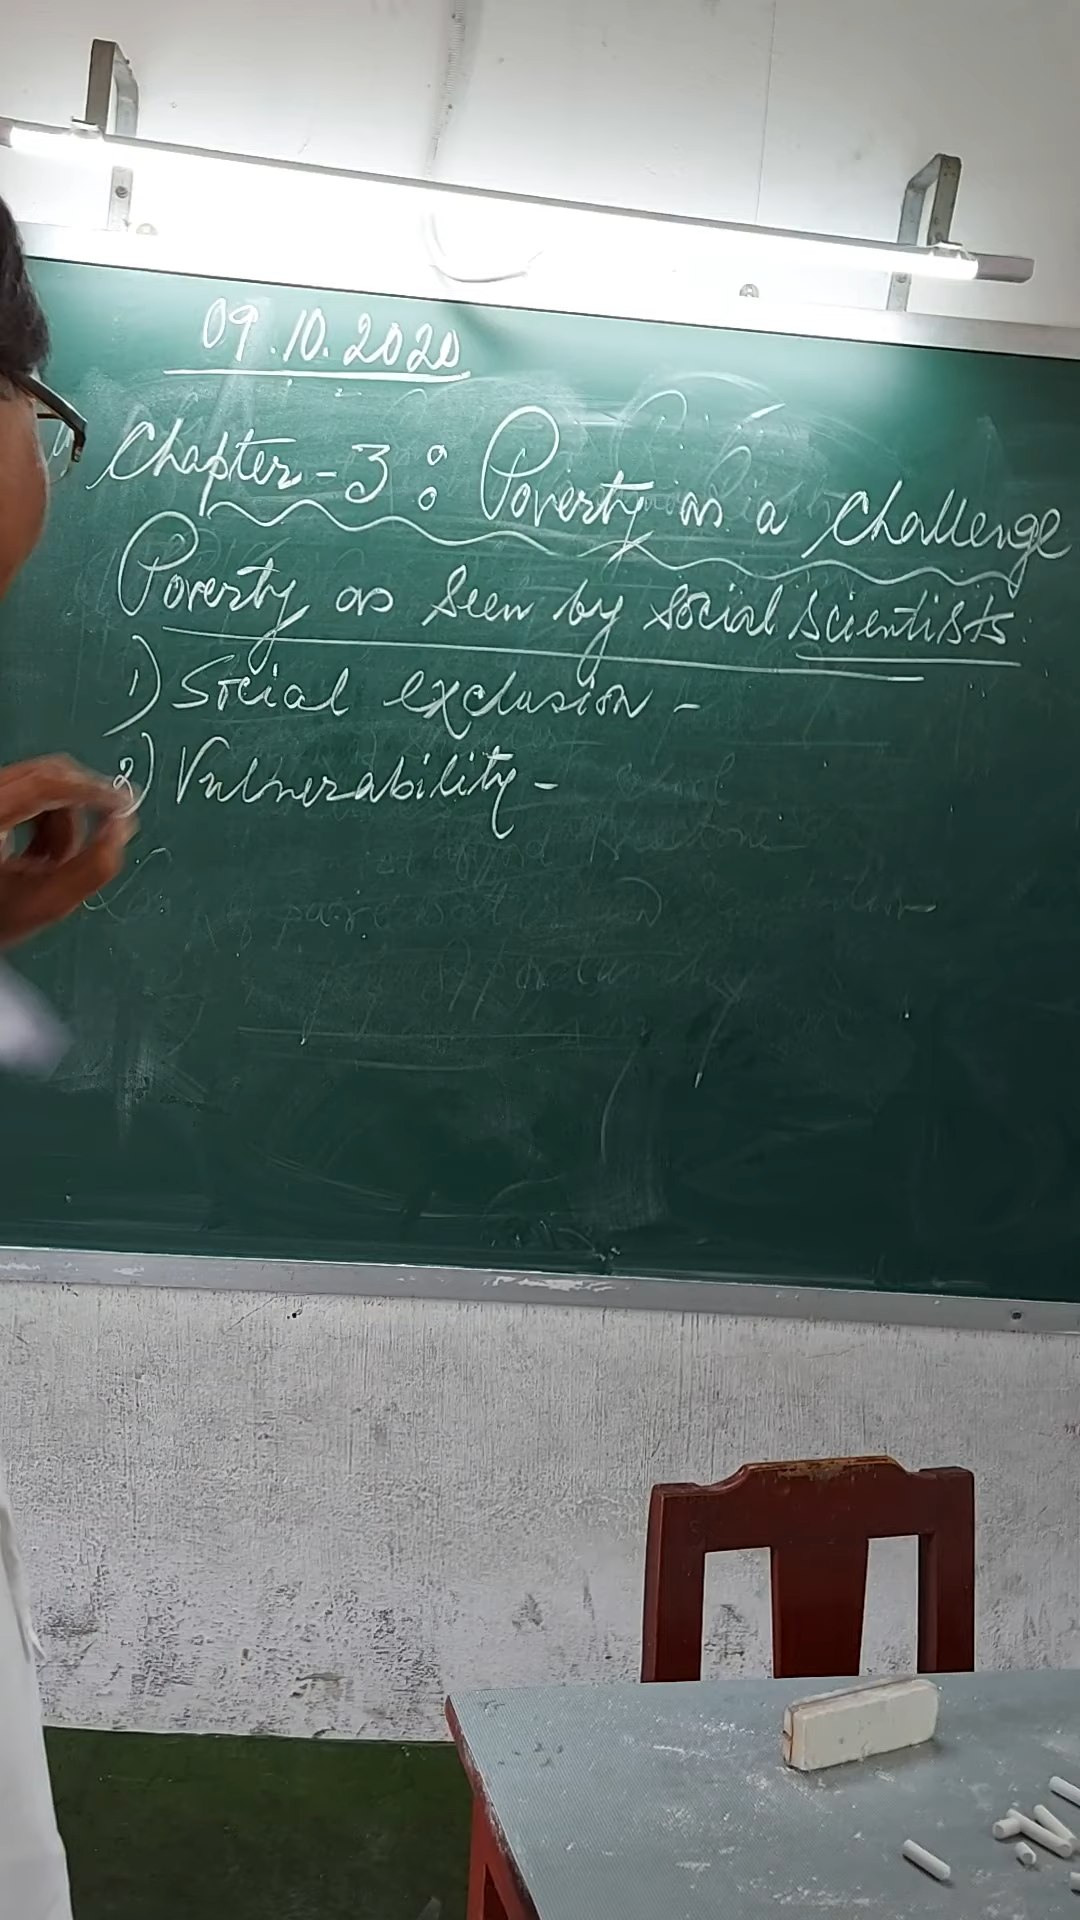 09.10.2020
Chapter-3 : Poverty as a challenge
Poverty as seen by social scientists:
1) Social exclusion -
2) Vulnerability -